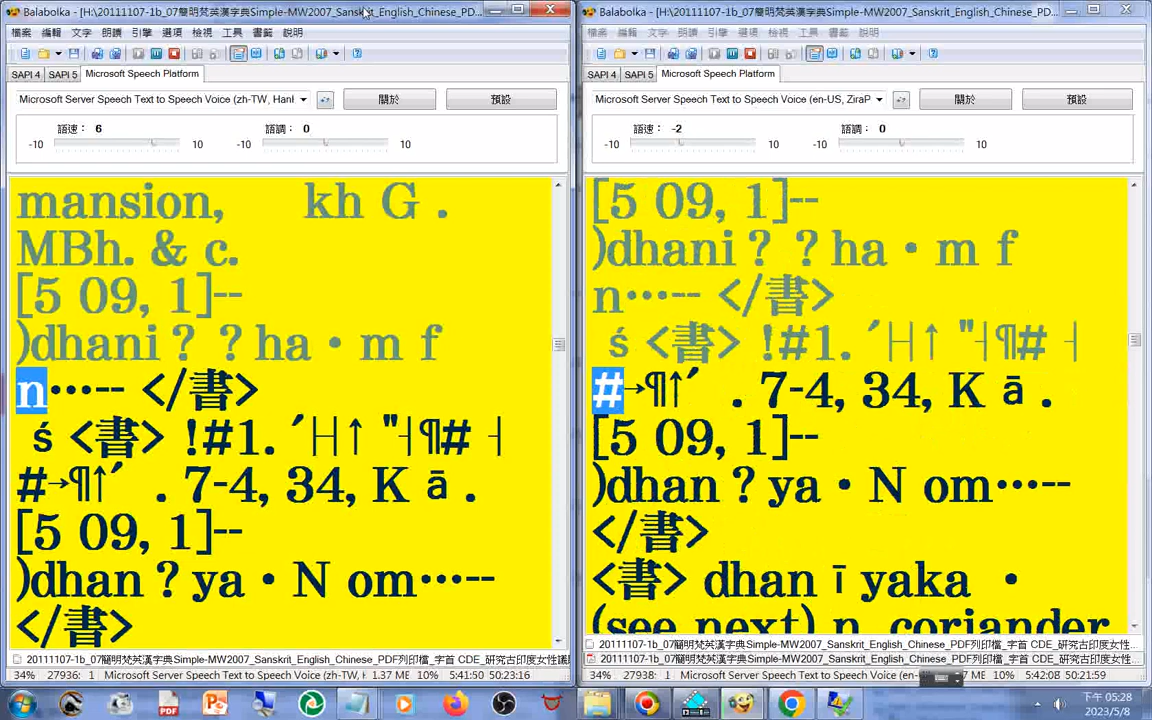 Balabolka - [H:\20111107-1b_07簡明梵英漢字典Simple-MW2007_Sanskrit_English_Chinese_PD...
檔案 編輯 文字 朗讀 引擎 選項 檢視 工具 書籤 說明
SAPI 4 SAPI 5 Microsoft Speech Platform
Microsoft Server Speech Text to Speech Voice (zh-TW, Hanl
關於 預設
語速： 6 語調： 0
-10 10 -10 10
mansion, kh G .
MBh. & c.
[5 09, 1]--
)dhani？？ha‧m f
n…-- </書>
ś <書> !#1. ˊ├↑"┤¶# ┤
#→¶↑ˊ . 7-4, 34, K ā .
[5 09, 1]--
)dhan？ya‧N om…--
</書>
20111107-1b_07簡明梵英漢字典Simple-MW2007_Sanskrit_English_Chinese_PDF列印檔_字首 CDE_研究古印度女性議
34% 27936: 1 Microsoft Server Speech Text to Speech Voice (zh-TW, H 1.37 MB 10% 5:41:50 50:23:16
Balabolka - [H:\20111107-1b_07簡明梵英漢字典Simple-MW2007_Sanskrit_English_Chinese_PD...
檔案 編輯 文字 朗讀 引擎 選項 檢視 工具 書籤 說明
SAPI 4 SAPI 5 Microsoft Speech Platform
Microsoft Server Speech Text to Speech Voice (en-US, ZiraP
關於 預設
語速： -2 語調： 0
-10 10 -10 10
[5 09, 1]--
)dhani？？ha‧m f
n…-- </書>
ś <書> !#1. ˊ├↑"┤¶# ┤
#→¶↑ˊ . 7-4, 34, K ā .
[5 09, 1]--
)dhan？ya‧N om…--
</書>
<書> dhan ī yaka ‧
(see next) n. coriander
20111107-1b_07簡明梵英漢字典Simple-MW2007_Sanskrit_English_Chinese_PDF列印檔_字首 CDE_研究古印度女性
20111107-1b_07簡明梵英漢字典Simple-MW2007_Sanskrit_English_Chinese_PDF列印檔_字首 CDE_研究古印度女性
34% 27938: 1 Microsoft Server Speech Text to Speech ME 10% 5:42:08 50:21:59
下午 05:28
2023/5/8